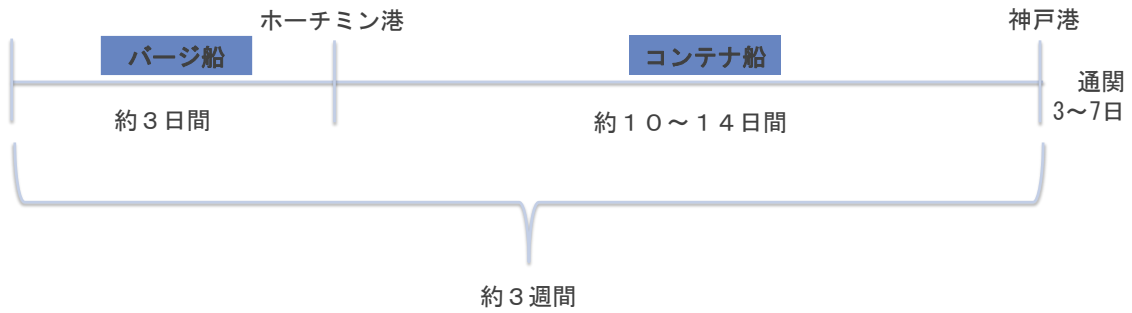 ホーチミン港
神戸港
バージ船
コンテナ船
通関
3～7日
約３日間
約１０～１４日間
約３週間